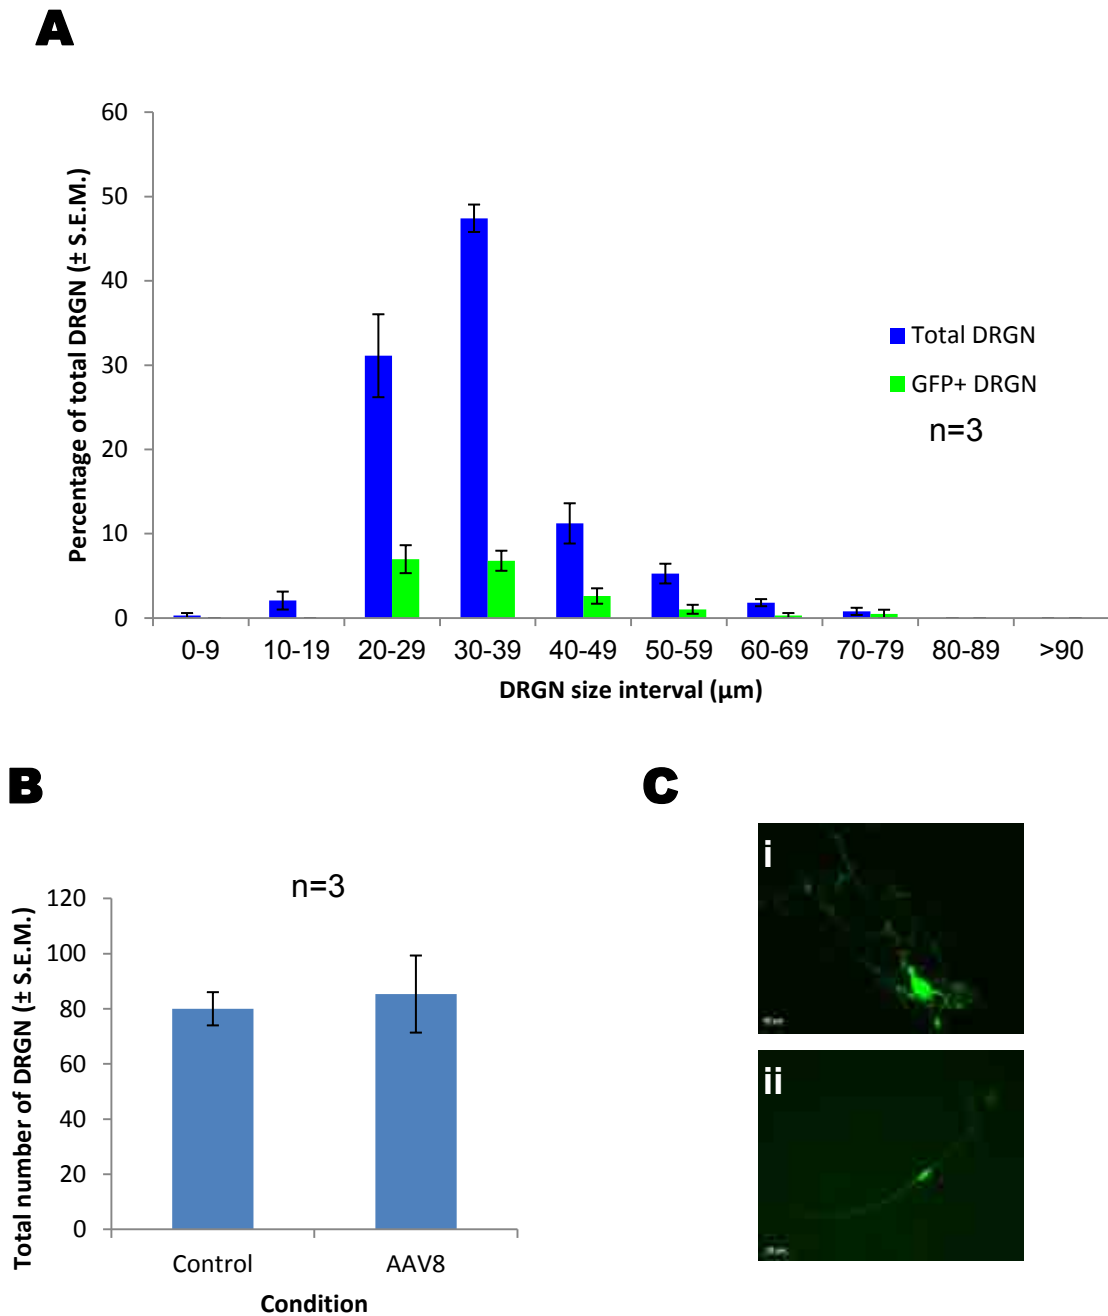 A
60
50
40
30
20
10
0
Percentage of total DRGN (± S.E.M.)
Total DRGN
GFP+ DRGN
n=3
0-9 10-19 20-29 30-39 40-49 50-59 60-69 70-79 80-89 >90
DRGN size interval (µm)
B
n=3
120
100
80
60
40
20
0
Total number of DRGN (± S.E.M.)
Control AAV8
Condition
C
i
ii